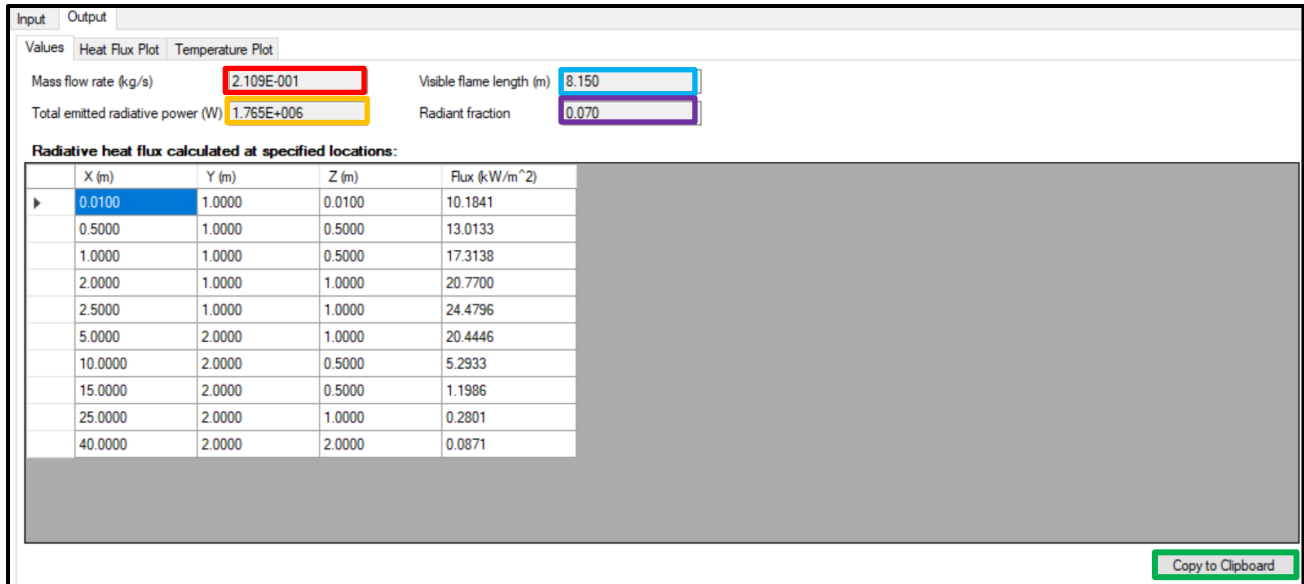 Input Output
Values Heat Flux Plot Temperature Plot
Mass flow rate (kg/s) 2.109E-001 Visible flame length (m) 8.150
Total emitted radiative power (W) 1.765E+006 Radiant fraction 0.070
Radiative heat flux calculated at specified locations:
X (m) Y (m) Z (m) Flux (kW/m^2)
0.0100 1.0000 0.0100 10.1841
0.5000 1.0000 0.5000 13.0133
1.0000 1.0000 0.5000 17.3138
2.0000 1.0000 1.0000 20.7700
2.5000 1.0000 1.0000 24.4796
5.0000 2.0000 1.0000 20.4446
10.0000 2.0000 0.5000 5.2933
15.0000 2.0000 0.5000 1.1986
25.0000 2.0000 1.0000 0.2801
40.0000 2.0000 2.0000 0.0871
Copy to Clipboard